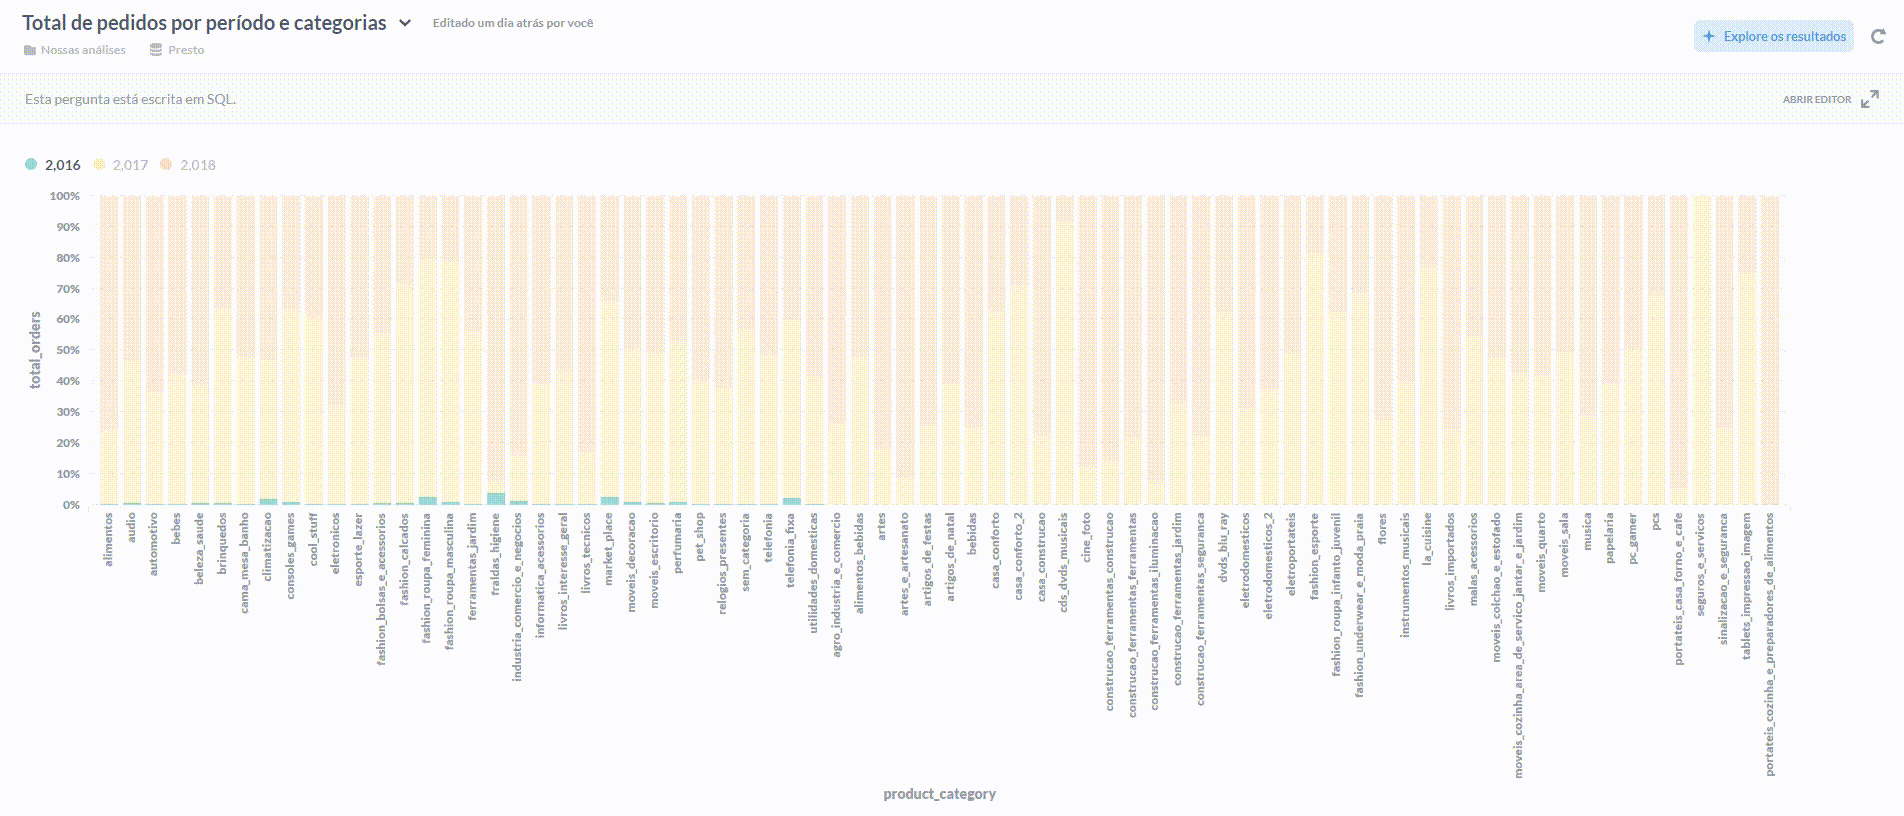 Total de pedidos por período e categorias
Editado um dia atrás por você
Nossas análises
Presto
Explore os resultados
Esta pergunta está escrita em SQL.
ABRIR EDITOR
2,016
2,017
2,018
100%
90%
80%
70%
60%
50%
40%
30%
20%
10%
0%
total_orders
alimentos
audio
automotivo
bebes
beleza_saude
brinquedos
cama_mesa_banho
climatizacao
consoles_games
cool_stuff
eletronicos
esporte_lazer
fashion_bolsas_e_acessorios
fashion_calcados
fashion_roupa_feminina
fashion_roupa_masculina
ferramentas_jardim
fraldas_higiene
industria_comercio_e_negocios
informatica_acessorios
livros_interesse_geral
livros_tecnicos
market_place
moveis_decoracao
moveis_escritorio
perfumaria
pet_shop
relogios_presentes
sem_categoria
telefonia
telefonia_fixa
utilidades_domesticas
agro_industria_e_comercio
alimentos_bebidas
artes
artes_e_artesanato
artigos_de_festas
artigos_de_natal
bebidas
casa_conforto
casa_conforto_2
casa_construcao
cds_dvds_musicais
cine_foto
construcao_ferramentas_construcao
construcao_ferramentas_ferramentas
construcao_ferramentas_iluminacao
construcao_ferramentas_jardim
construcao_ferramentas_seguranca
dvds_blu_ray
eletrodomesticos
eletrodomesticos_2
eletroportateis
fashion_esporte
fashion_roupa_infanto_juvenil
fashion_underwear_e_moda_praia
flores
instrumentos_musicais
la_cuisine
livros_importados
malas_acessorios
moveis_colchao_e_estofado
moveis_cozinha_area_de_servico_jantar_e_jardim
moveis_quarto
moveis_sala
musica
papelaria
pc_gamer
pcs
portateis_casa_forno_e_cafe
seguros_e_servicos
sinalizacao_e_seguranca
tablets_impressao_imagem
portateis_cozinha_e_preparadores_de_alimentos
product_category